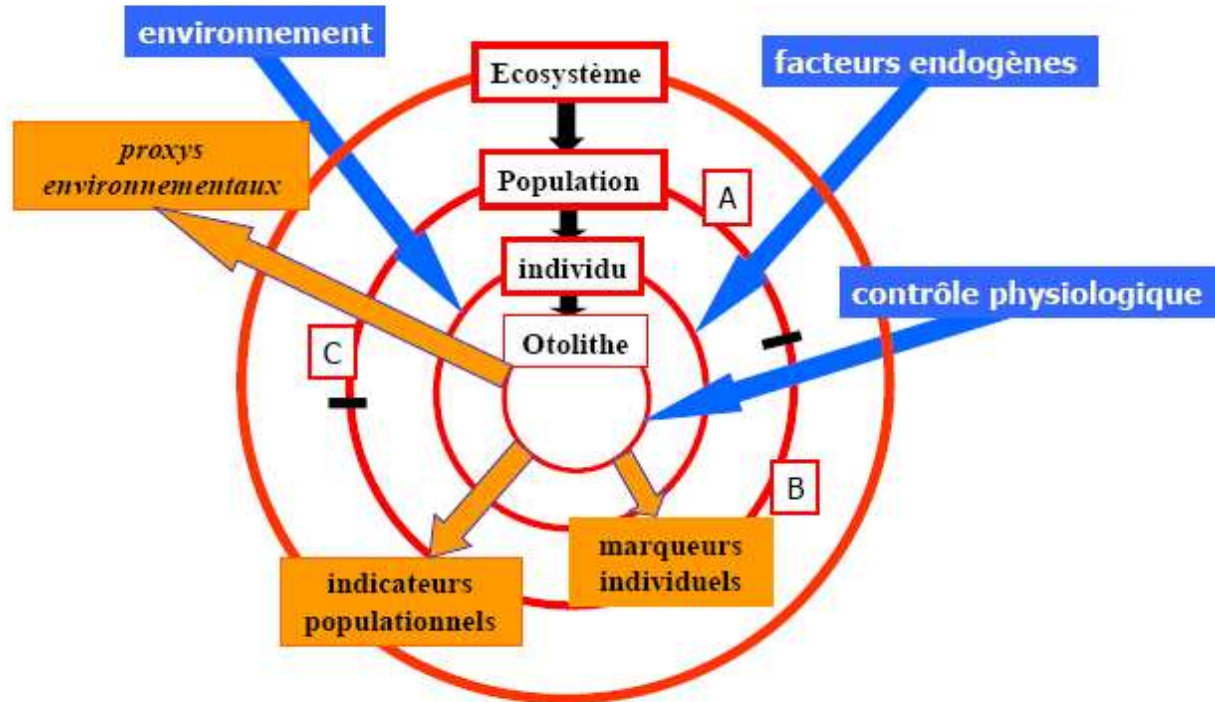 environnement
Ecosystème
facteurs endogènes
proxys
environnementaux
Population
A
individu
contrôle physiologique
Otolithe
C
B
marqueurs
individuels
indicateurs
populationnels